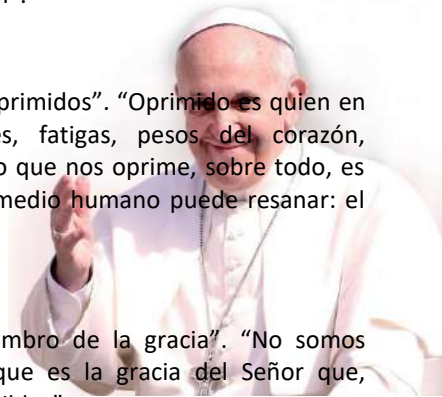 primidos”. “Oprimido es quien en
es, fatigas, pesos del corazón,
o que nos oprime, sobre todo, es
medio humano puede resanar: el
mbro de la gracia”. “No somos
que es la gracia del Señor que,